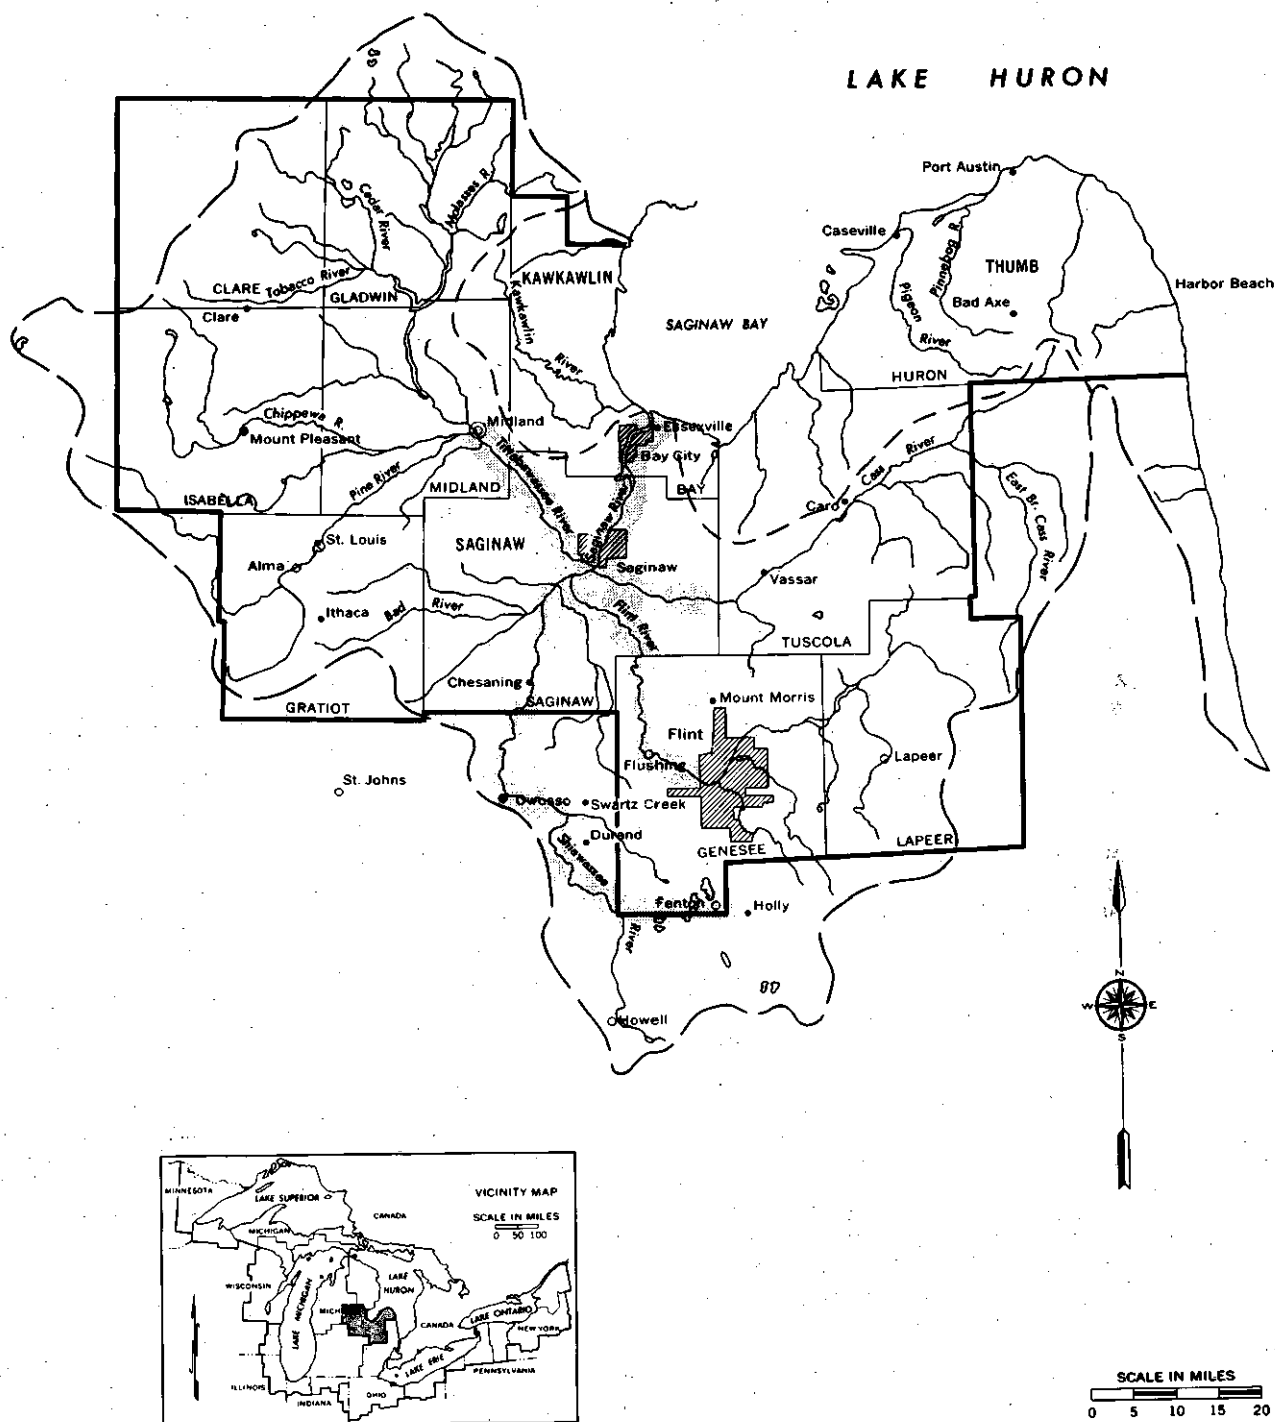 LAKE HURON
Port Austin
Caseville
Pinnebog R.
THUMB
Harbor Beach
Bad Axe
Pigeon
River
HURON
SAGINAW BAY
Cedar River
Molasses R.
KAWKAWLIN
Kawkawlin
River
CLARE
Tobacco River
GLADWIN
Clare
Chippewa R.
Mount Pleasant
Midland
Essexville
Bay City
BAY
Pine River
ISABELLA
MIDLAND
Tittabawassee River
Saginaw River
Cass River
Caro
East Br. Cass River
St. Louis
SAGINAW
Alma
Saginaw
Vassar
Ithaca
Bad River
Flint River
TUSCOLA
Chesaning
SAGINAW
GRATIOT
Mount Morris
Flint
Flushing
Lapeer
St. Johns
Owosso
Swartz Creek
Durand
Shiawassee
River
GENESEE
LAPEER
Fenton
Holly
Howell
N
W E
S
MINNESOTA
LAKE SUPERIOR
VICINITY MAP
CANADA
SCALE IN MILES
0 50 100
MICHIGAN
WISCONSIN
LAKE MICHIGAN
LAKE
HURON
MICH
CANADA
LAKE ONTARIO
NEW YORK
LAKE ERIE
PENNSYLVANIA
ILLINOIS
INDIANA
OHIO
SCALE IN MILES
0 5 10 15 20